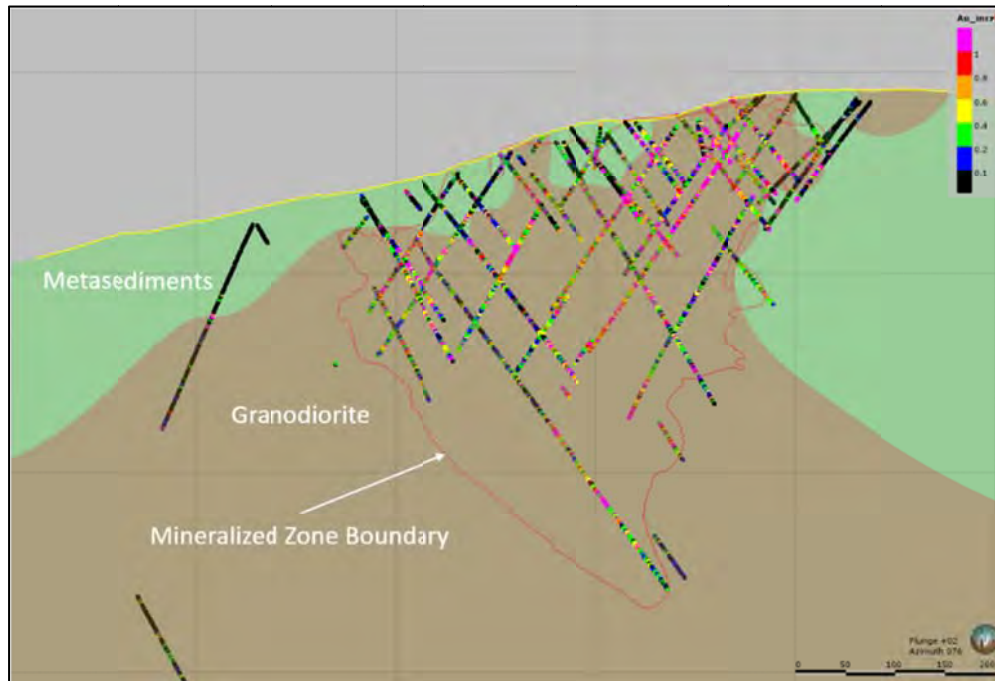 Au_incr
1
0.8
0.6
0.4
0.2
0.1
Metasediments
Granodiorite
Mineralized Zone Boundary
Plunge +02
Azimuth 076
0 50 100 150 200